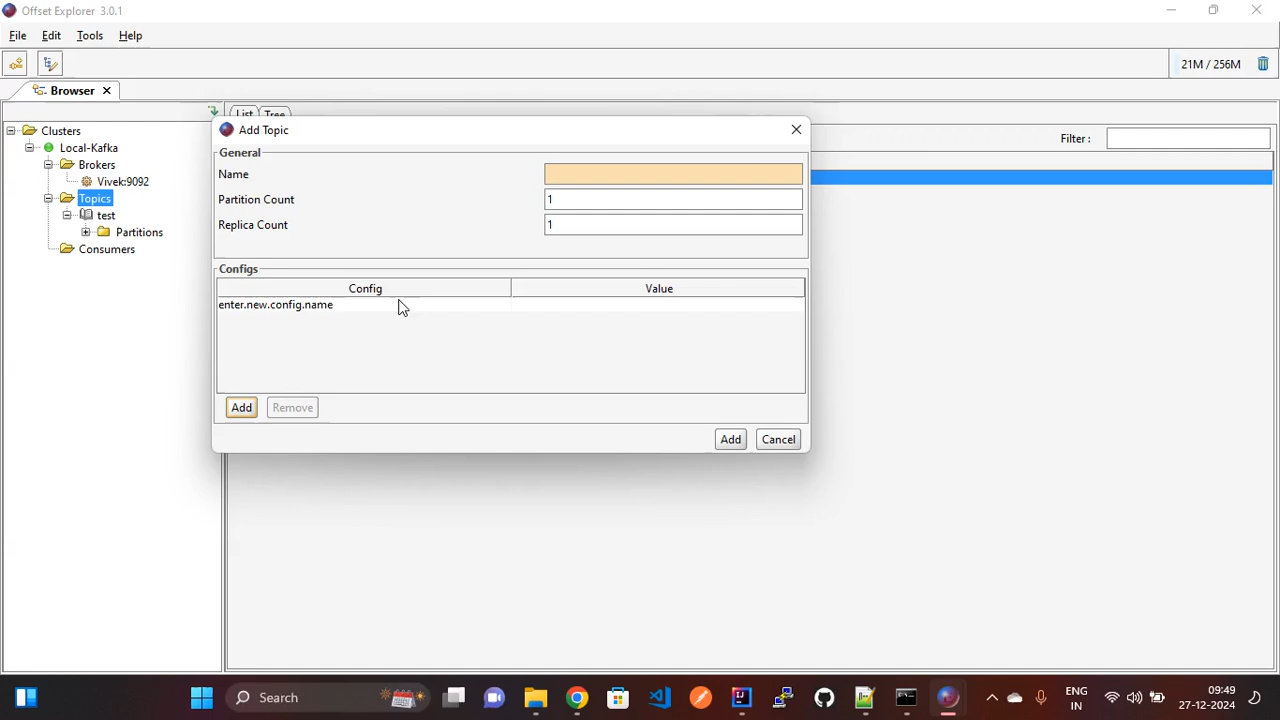 Offset Explorer 3.0.1
File Edit Tools Help
21M / 256M
Browser
List Tree
Clusters
Local-Kafka
Brokers
Vivek:9092
Topics
test
Partitions
Consumers
Filter :
Add Topic
General
Name
Partition Count 1
Replica Count 1
Configs
Config Value
enter.new.config.name
Add Remove
Add Cancel
Search
ENG
IN
09:49
27-12-2024